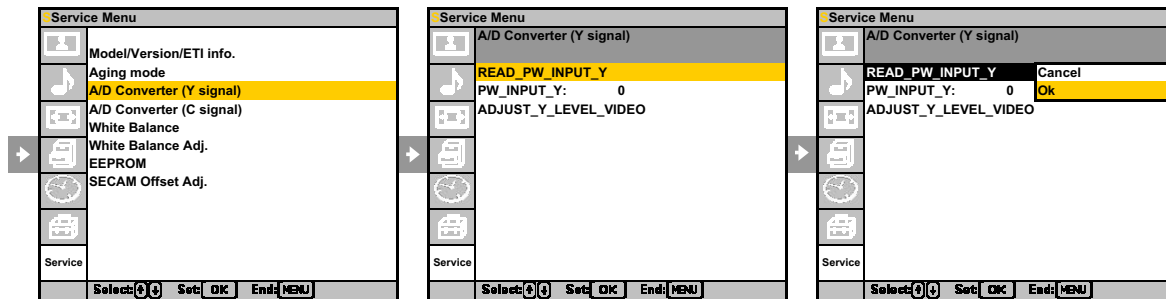 Service Menu
Model/Version/ETI info.
Aging mode
A/D Converter (Y signal)
A/D Converter (C signal)
White Balance
White Balance Adj.
EEPROM
SECAM Offset Adj.
Service
Select: Set: OK End: MENU
Service Menu
A/D Converter (Y signal)
READ_PW_INPUT_Y
PW_INPUT_Y: 0
ADJUST_Y_LEVEL_VIDEO
Service
Select: Set: OK End: MENU
Service Menu
A/D Converter (Y signal)
READ_PW_INPUT_Y Cancel
PW_INPUT_Y: 0 Ok
ADJUST_Y_LEVEL_VIDEO
Service
Select: Set: OK End: MENU